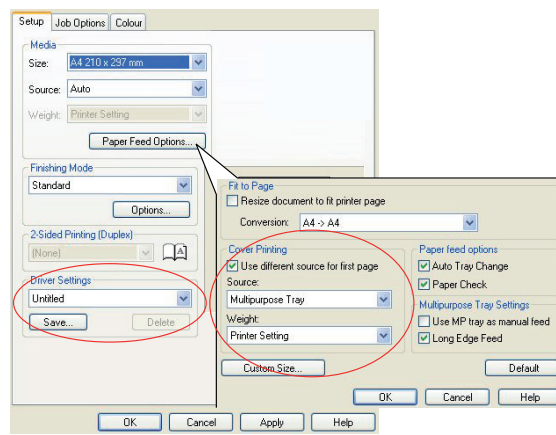 Setup Job Options Colour
Media
Size: A4 210 x 297 mm
Source: Auto
Weight: Printer Setting
Paper Feed Options...
Finishing Mode
Standard
Options...
2-Sided Printing (Duplex)
(None)
A
Driver Settings
Untitled
Save... Delete
OK Cancel Apply Help
Fit to Page
Resize document to fit printer page
Conversion: A4 -> A4
Cover Printing
Use different source for first page
Source:
Multipurpose Tray
Weight:
Printer Setting
Custom Size...
Paper feed options
Auto Tray Change
Paper Check
Multipurpose Tray Settings
Use MP tray as manual feed
Long Edge Feed
Default
OK Cancel Help